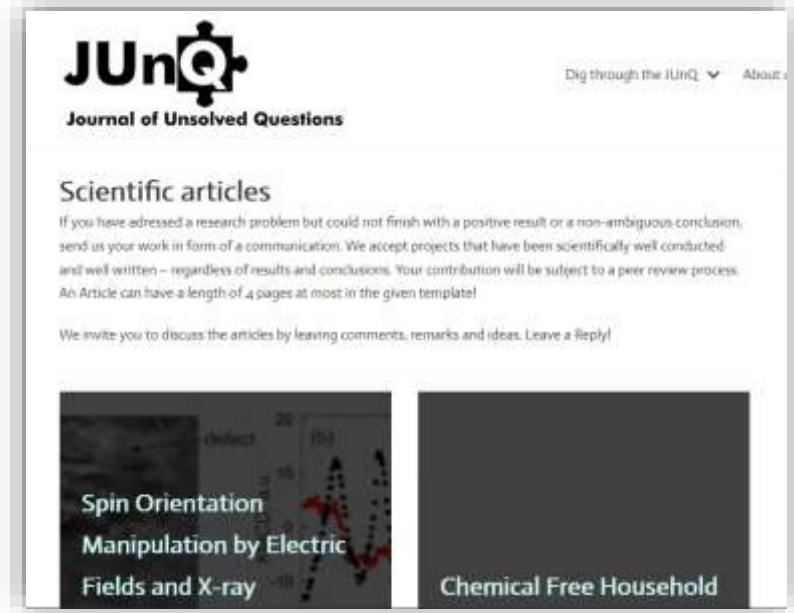 JUnQ
Journal of Unsolved Questions
Dig through the JUnQ
About
Scientific articles
If you have adressed a research problem but could not finish with a positive result or a non-ambiguous conclusion,
send us your work in form of a communication. We accept projects that have been scientifically well conducted
and well written – regardless of results and conclusions. Your contribution will be subject to a peer review process.
An Article can have a length of 4 pages at most in the given template!
We invite you to discuss the articles by leaving comments, remarks and ideas. Leave a Reply!
20
defect
(b)
Spin Orientation
Manipulation by Electric
Fields and X-ray
Chemical Free Household